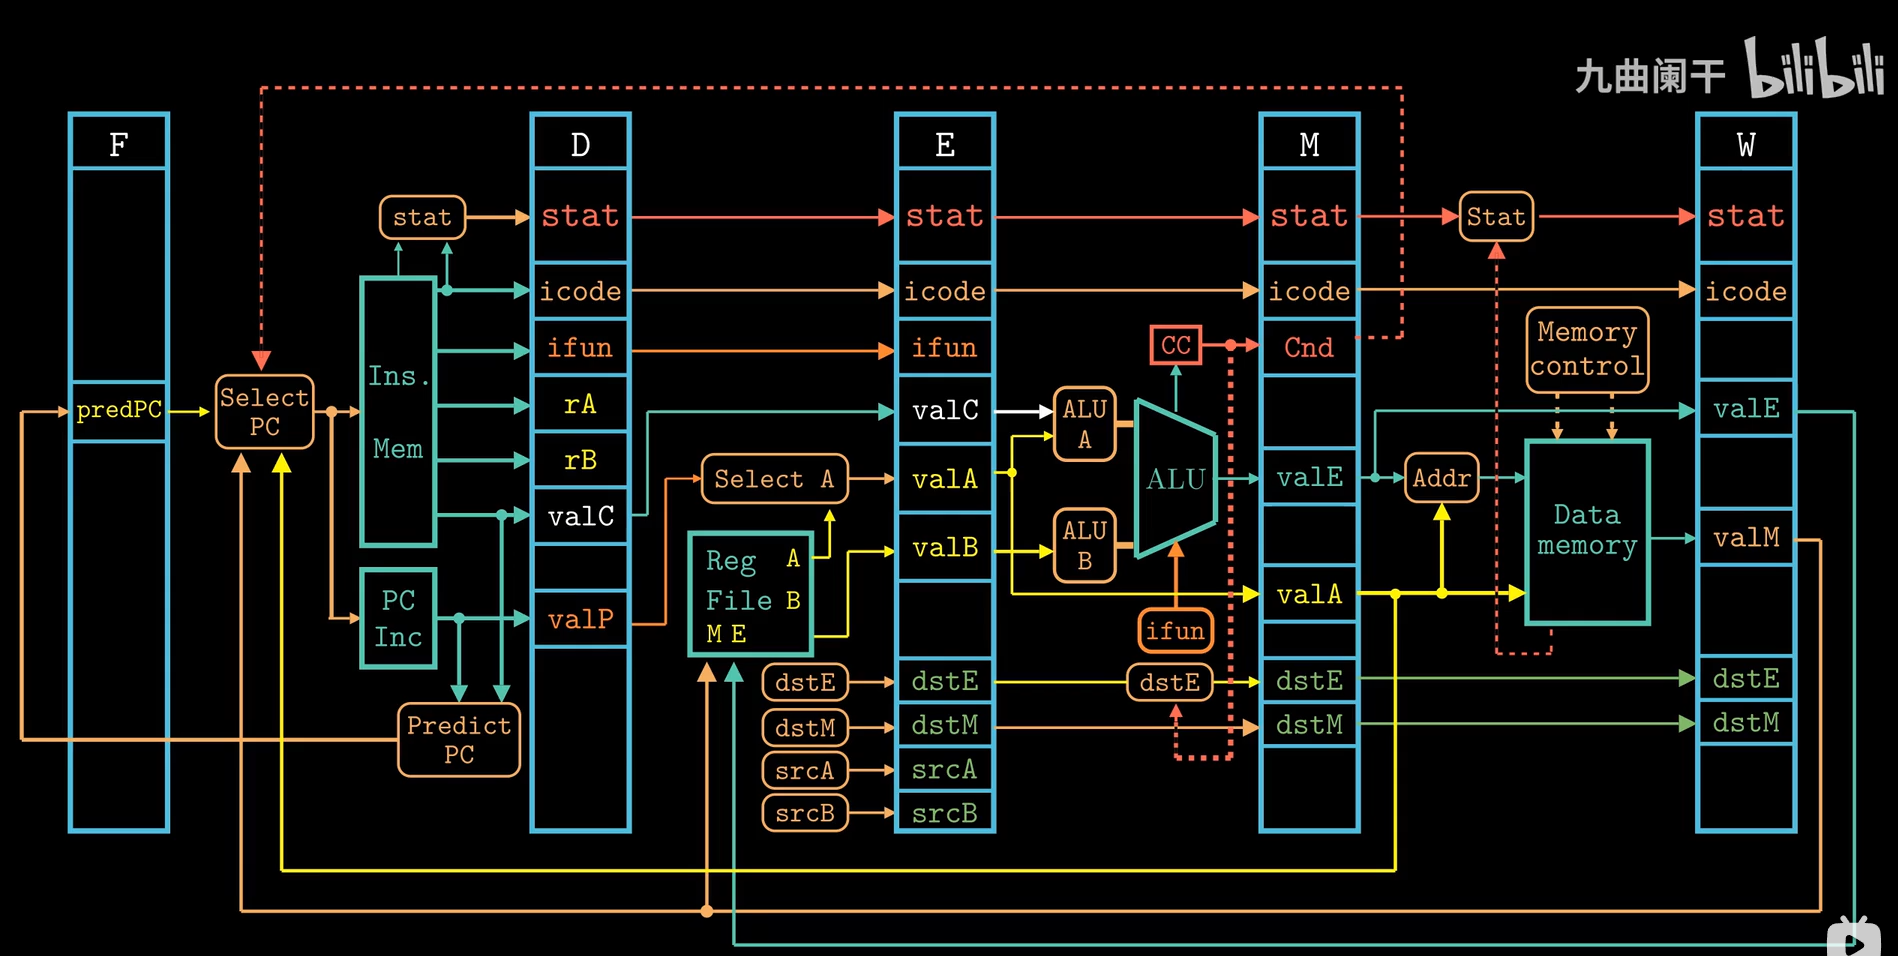 九曲阑干 bilibili
F
D
E
M
W
stat
stat
stat
stat
Stat
stat
icode
icode
icode
icode
ifun
ifun
CC
Cnd
Memory
control
predPC
Select
PC
Ins.
Mem
rA
rB
valC
valC
ALU
A
valE
valE
Select A
valA
ALU
Addr
valB
ALU
B
Data
memory
valM
Reg A
File B
M E
PC
Inc
valP
valA
ifun
dstE
dstE
dstE
dstE
dstE
dstM
dstM
dstM
dstM
Predict
PC
srcA
srcA
srcB
srcB